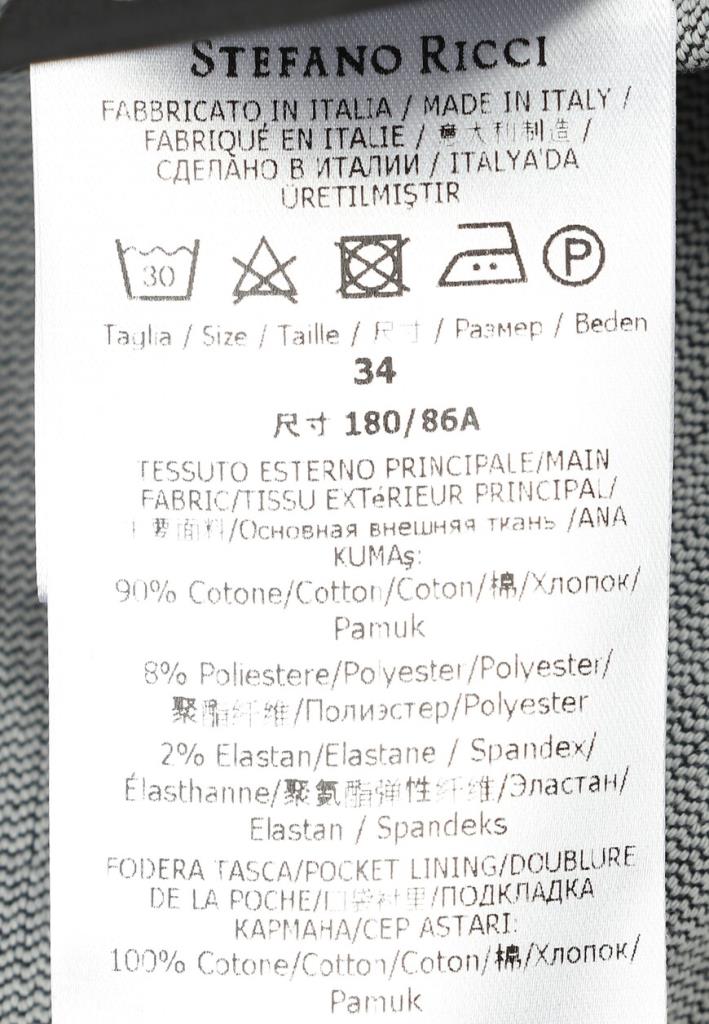 STEFANO RICCI
FABBRICATO IN ITALIA / MADE IN ITALY /
FABRIQUÉ EN ITALIE / 意大利制造 /
СДЕЛАНО В ИТАЛИИ / ITALYA'DA
ÜRETILMIŞTIR
30
P
Taglia / Size / Taille / 尺寸 / Размер / Beden
34
尺寸 180/86A
TESSUTO ESTERNO PRINCIPALE/MAIN
FABRIC/TISSU EXTéRIEUR PRINCIPAL/
主要面料/Основная внешняя ткань /ANA
KUMAş:
90% Cotone/Cotton/Coton/棉/Хлопок/
Pamuk
8% Poliestere/Polyester/Polyester/
聚酯纤维/Полиэстер/Polyester
2% Elastan/Elastane / Spandex/
Élasthanne/聚氨酯弹性纤维/Эластан/
Elastan / Spandeks
FODERA TASCA/POCKET LINING/DOUBLURE
DE LA POCHE/口袋衬里/ПОДКЛАДКА
КАРМАНА/CEP ASTARI:
100% Cotone/Cotton/Coton/棉/Хлопок/
Pamuk